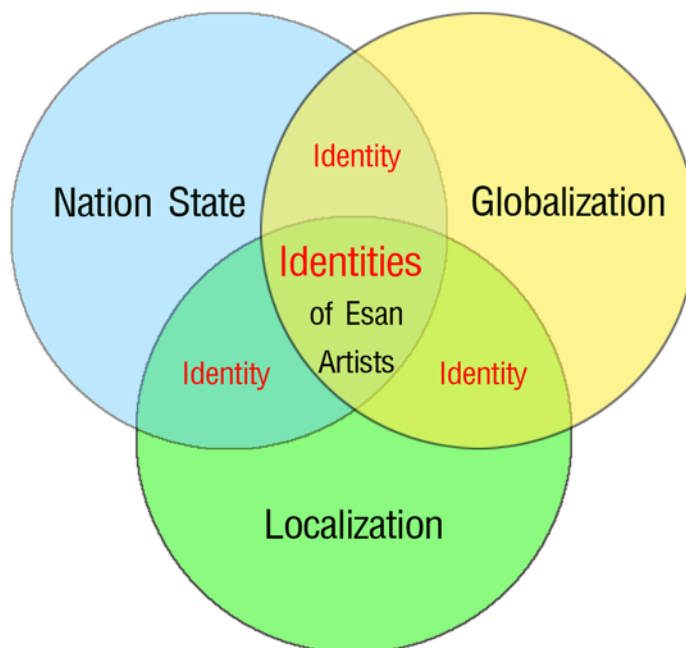 Identity
Nation State
Globalization
Identities
of Esan
Artists
Identity
Identity
Localization